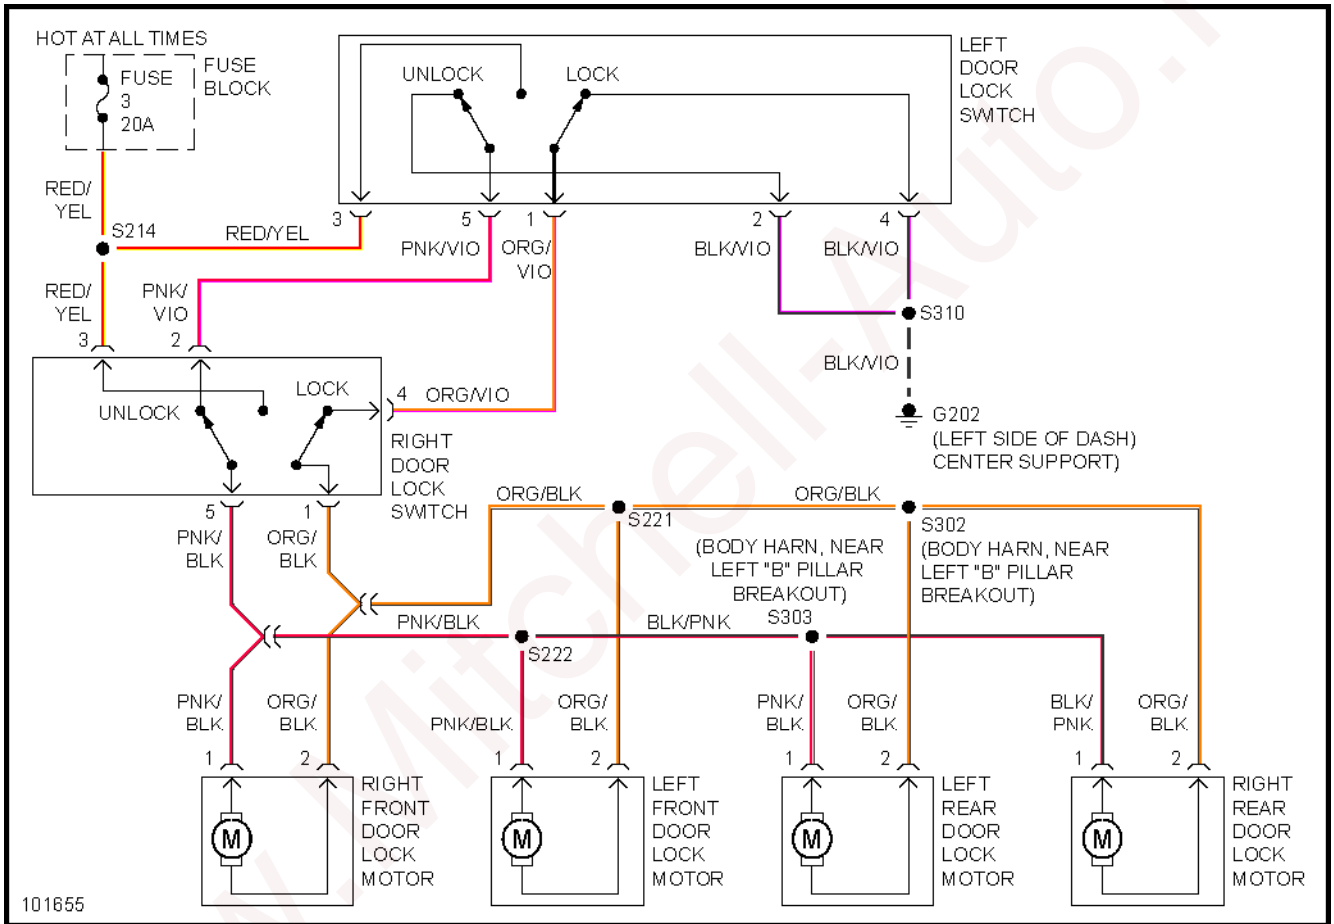 HOT AT ALL TIMES
FUSE
3
20A
FUSE
BLOCK
UNLOCK
LOCK
LEFT
DOOR
LOCK
SWITCH
RED/
YEL
S214
RED/YEL
3
5
1
2
4
PNK/VIO
ORG/
VIO
BLK/VIO
BLK/VIO
RED/
YEL
PNK/
VIO
3
2
S310
BLK/VIO
UNLOCK
LOCK
4
ORG/VIO
G202
(LEFT SIDE OF DASH)
CENTER SUPPORT)
RIGHT
DOOR
LOCK
SWITCH
5
1
PNK/
BLK
ORG/
BLK
ORG/BLK
S221
ORG/BLK
S302
(BODY HARN, NEAR
LEFT "B" PILLAR
BREAKOUT)
(BODY HARN, NEAR
LEFT "B" PILLAR
BREAKOUT)
S303
PNK/BLK
S222
BLK/PNK
PNK/
BLK
ORG/
BLK
PNK/BLK
ORG/
BLK
PNK/
BLK
ORG/
BLK
BLK/
PNK
ORG/
BLK
1
2
1
2
1
2
1
2
M
RIGHT
FRONT
DOOR
LOCK
MOTOR
M
LEFT
FRONT
DOOR
LOCK
MOTOR
M
LEFT
REAR
DOOR
LOCK
MOTOR
M
RIGHT
REAR
DOOR
LOCK
MOTOR
101655
w.Mitchell-Auto.r